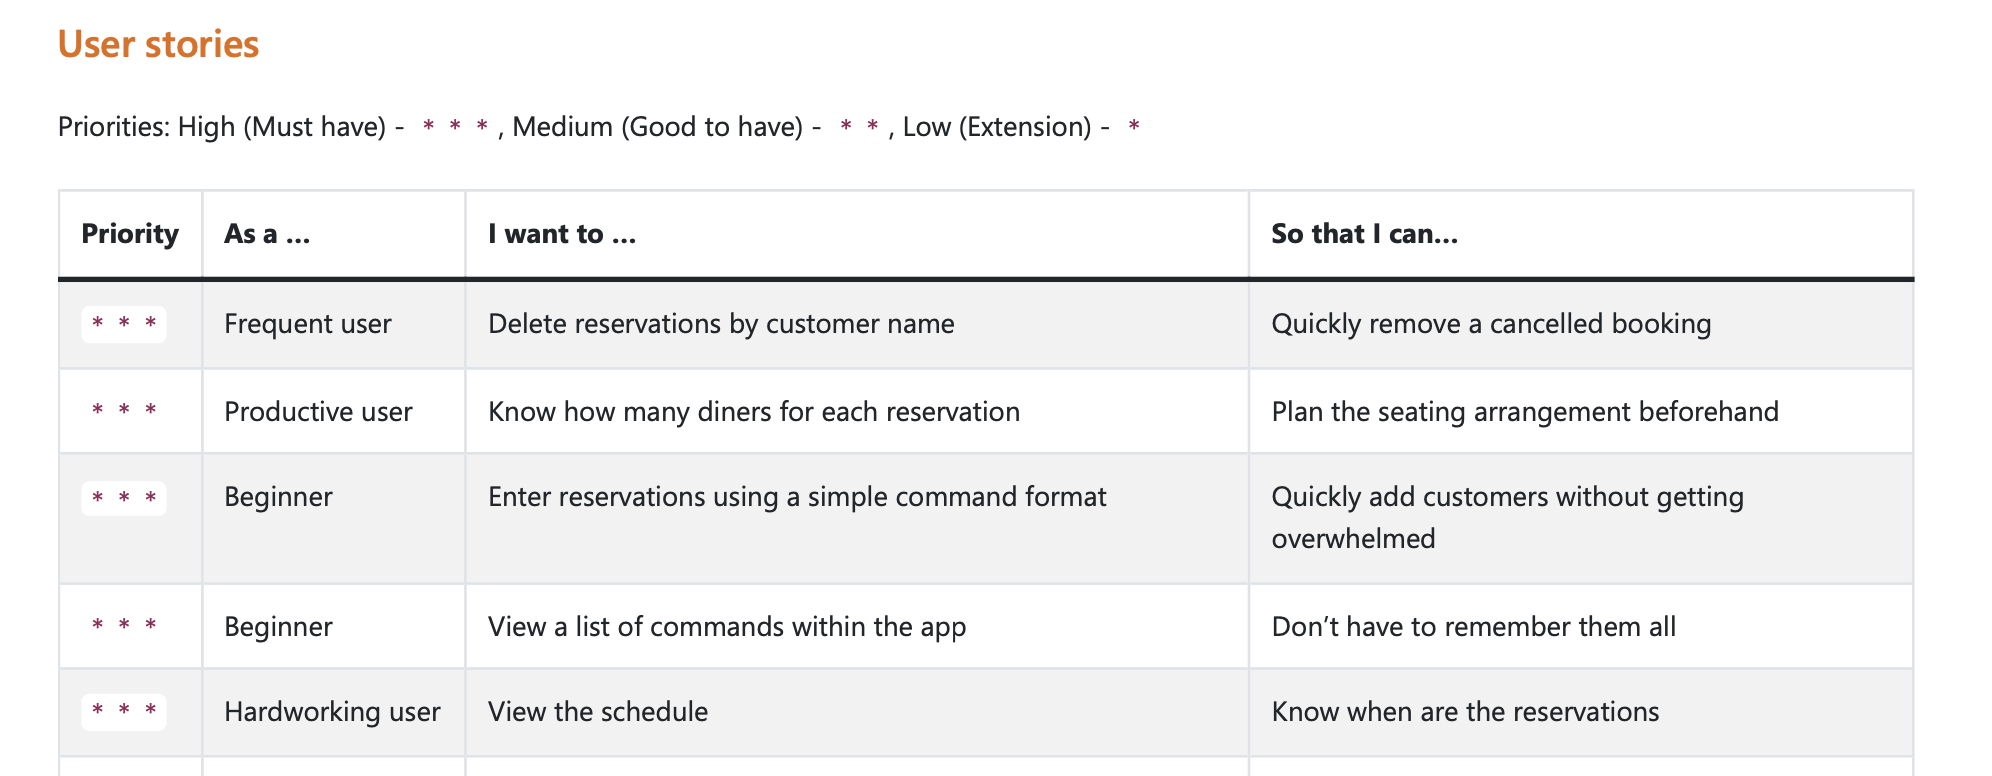 User stories
Priorities: High (Must have) - * * * , Medium (Good to have) - * * , Low (Extension) - *
Priority As a … I want to … So that I can…
* * * Frequent user Delete reservations by customer name Quickly remove a cancelled booking
* * * Productive user Know how many diners for each reservation Plan the seating arrangement beforehand
* * * Beginner Enter reservations using a simple command format Quickly add customers without getting
overwhelmed
* * * Beginner View a list of commands within the app Don’t have to remember them all
* * * Hardworking user View the schedule Know when are the reservations